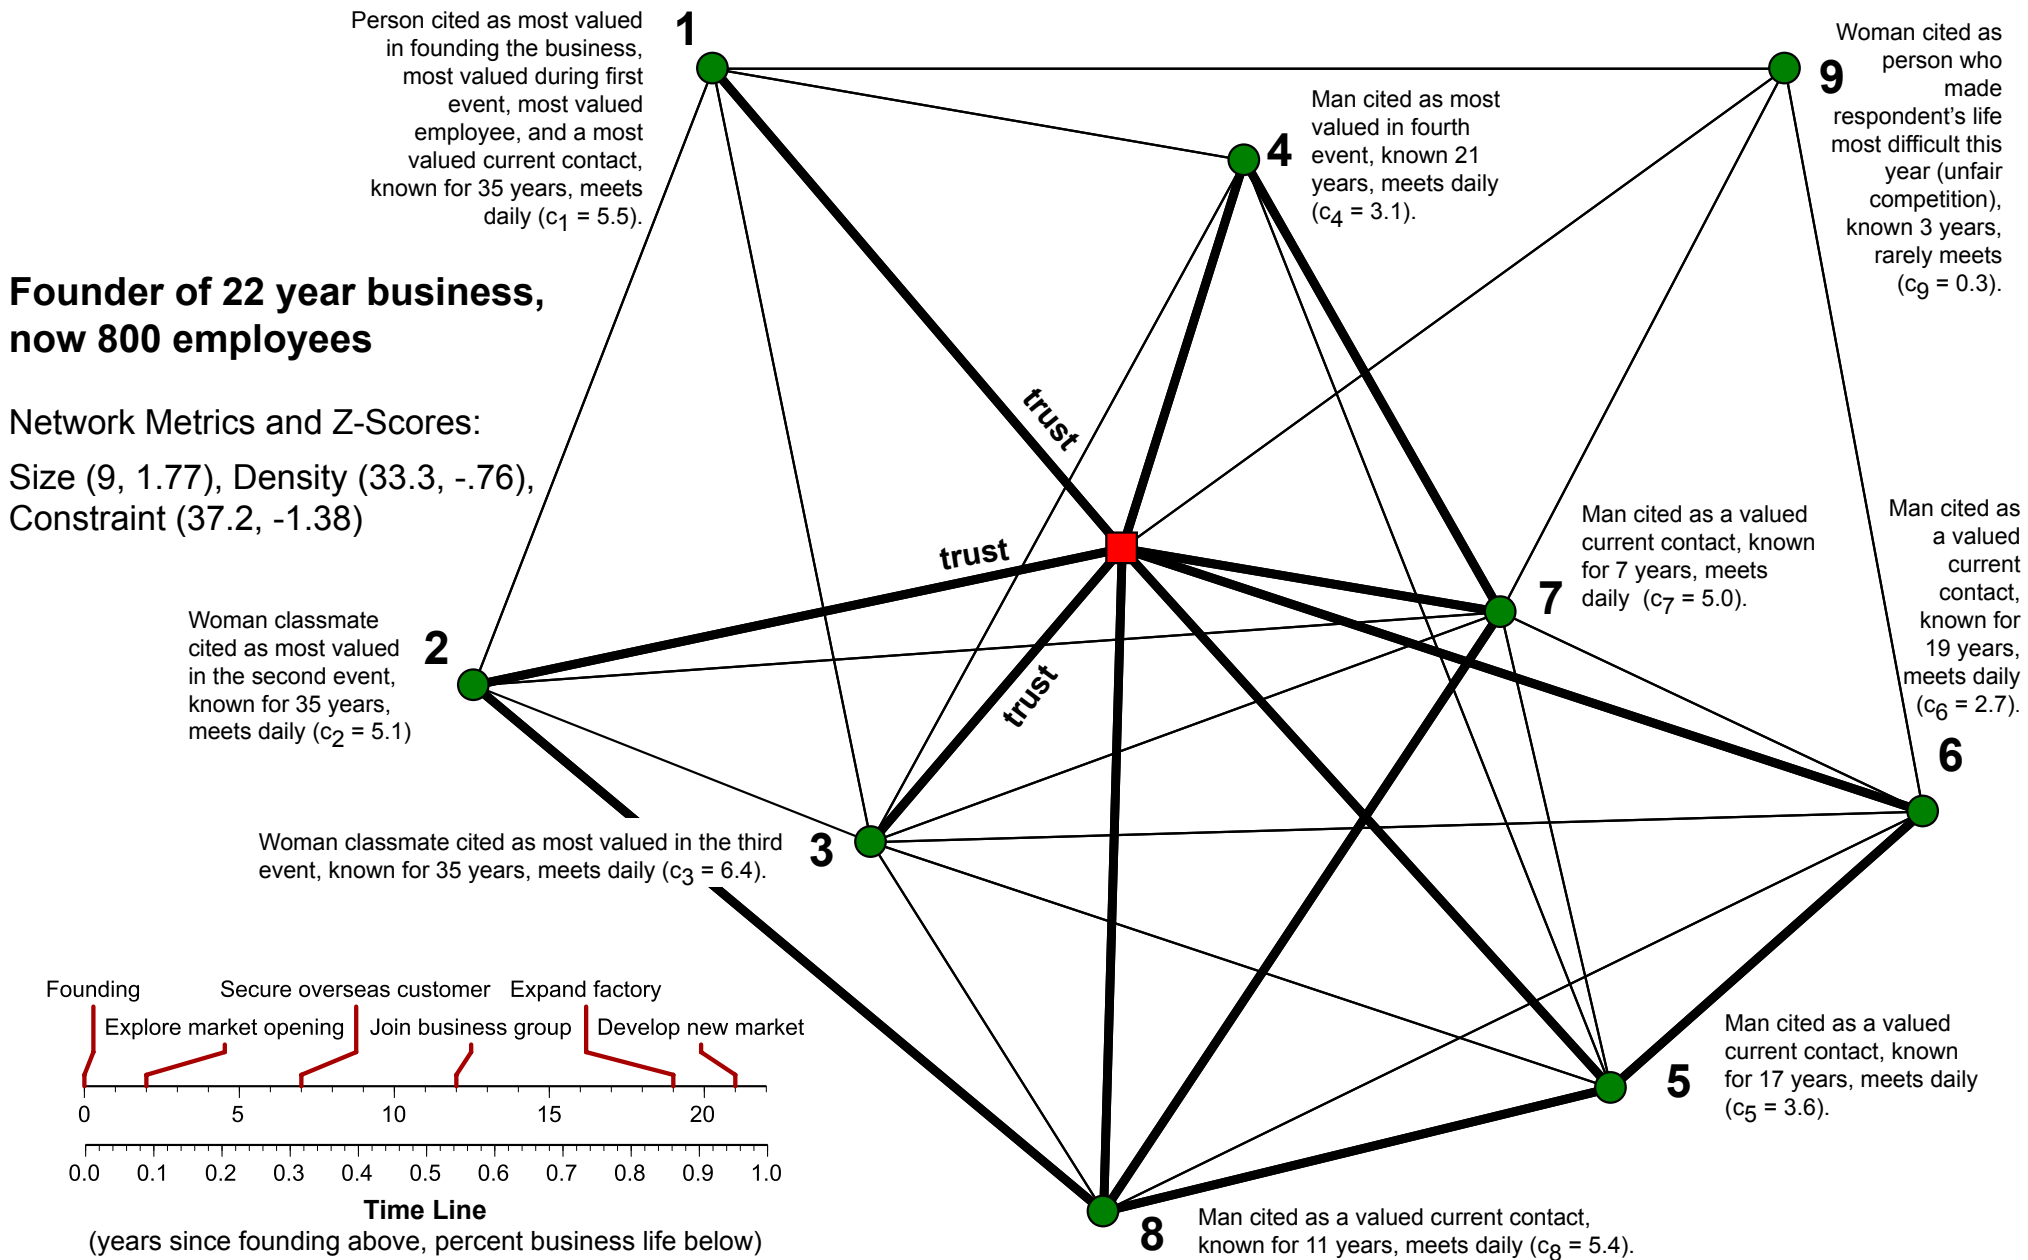 Person cited as most valued
in founding the business,
most valued during first
event, most valued
employee, and a most
valued current contact,
known for 35 years, meets
daily (c1 = 5.5).
1
Man cited as most
valued in fourth
event, known 21
years, meets daily
(c4 = 3.1).
4
Woman cited as
person who
made
respondent's life
most difficult this
year (unfair
competition),
known 3 years,
rarely meets
(c9 = 0.3).
9
Founder of 22 year business,
now 800 employees
Network Metrics and Z-Scores:
Size (9, 1.77), Density (33.3, -.76),
Constraint (37.2, -1.38)
trust
trust
trust
Man cited as a valued
current contact, known
for 7 years, meets
daily (c7 = 5.0).
7
Man cited as
a valued
current
contact,
known for
19 years,
meets daily
(c6 = 2.7).
6
Woman classmate
cited as most valued
in the second event,
known for 35 years,
meets daily (c2 = 5.1)
2
Woman classmate cited as most valued in the third
event, known for 35 years, meets daily (c3 = 6.4).
3
Man cited as a valued
current contact, known
for 17 years, meets daily
(c5 = 3.6).
5
Man cited as a valued current contact,
known for 11 years, meets daily (c8 = 5.4).
8
Founding Secure overseas customer Expand factory
Explore market opening Join business group Develop new market
0 5 10 15 20
0.0 0.1 0.2 0.3 0.4 0.5 0.6 0.7 0.8 0.9 1.0
Time Line
(years since founding above, percent business life below)